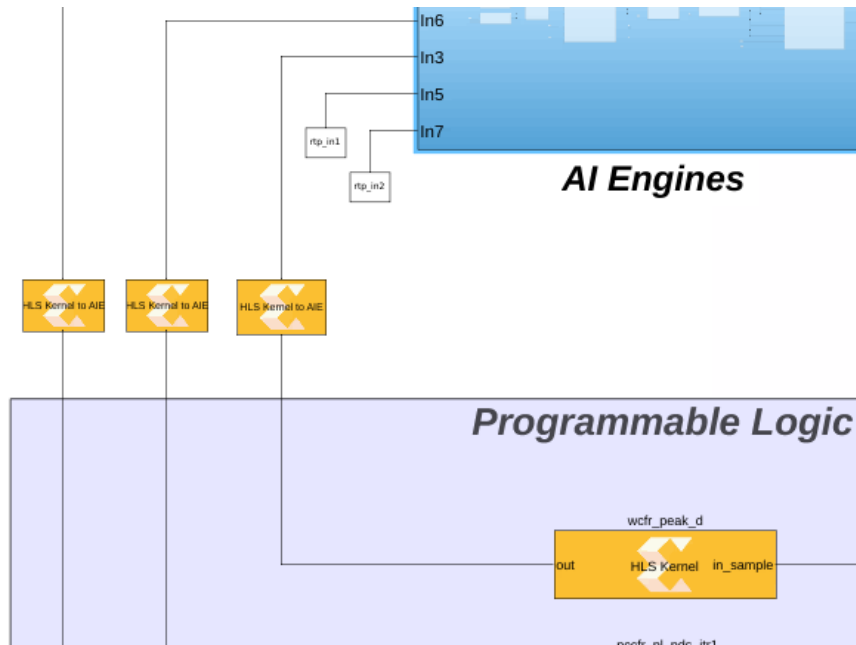 In6
In3
In5
In7
rtp_in1
rtp_in2
AI Engines
HLS Kernel to AIE
HLS Kernel to AIE
HLS Kernel to AIE
Programmable Logic
wcfr_peak_d
out
HLS Kernel
in_sample